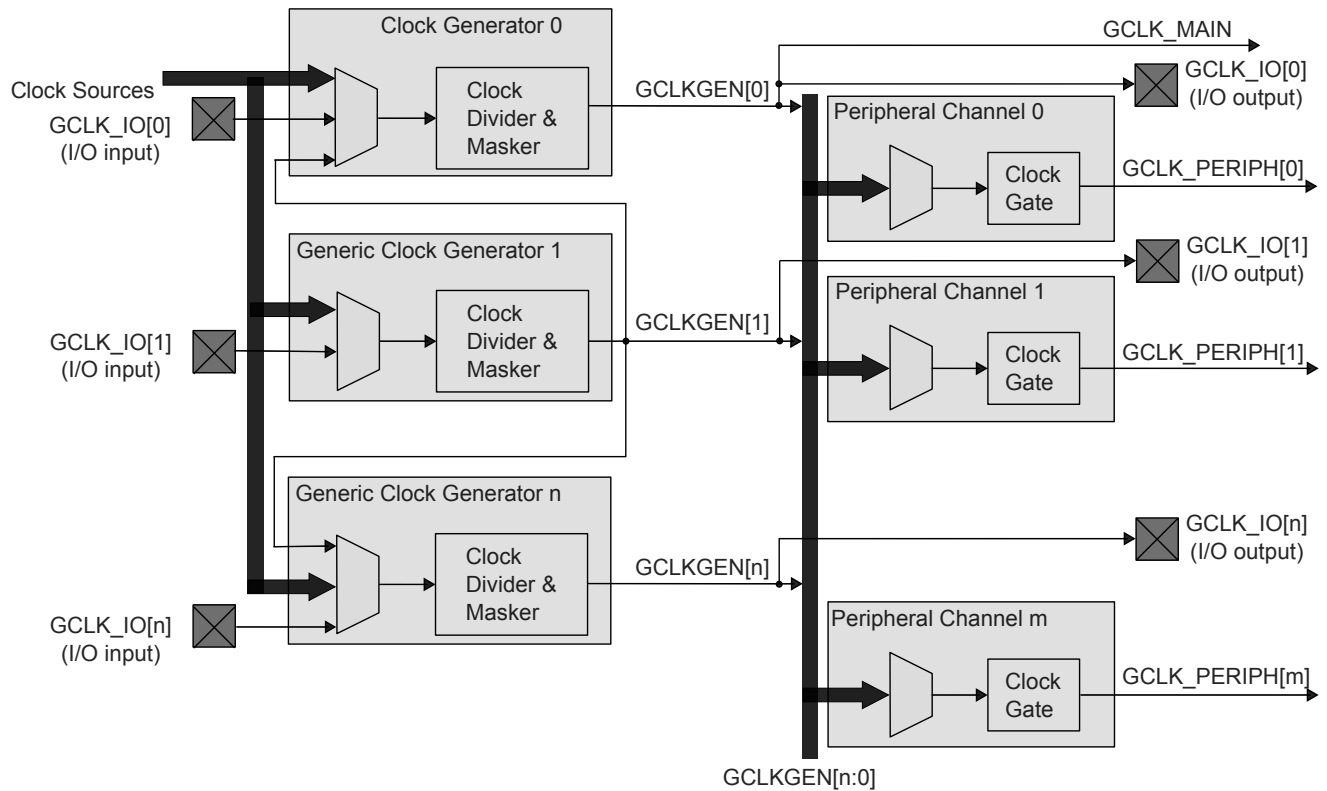 Clock Generator 0
GCLK_MAIN
Clock Sources
GCLK_IO[0]
(I/O input)
Clock
Divider &
Masker
GCLKGEN[0]
GCLK_IO[0]
(I/O output)
Peripheral Channel 0
Clock
Gate
GCLK_PERIPH[0]
Generic Clock Generator 1
GCLK_IO[1]
(I/O input)
Clock
Divider &
Masker
GCLKGEN[1]
GCLK_IO[1]
(I/O output)
Peripheral Channel 1
Clock
Gate
GCLK_PERIPH[1]
Generic Clock Generator n
GCLK_IO[n]
(I/O input)
Clock
Divider &
Masker
GCLKGEN[n]
GCLK_IO[n]
(I/O output)
Peripheral Channel m
Clock
Gate
GCLK_PERIPH[m]
GCLKGEN[n:0]